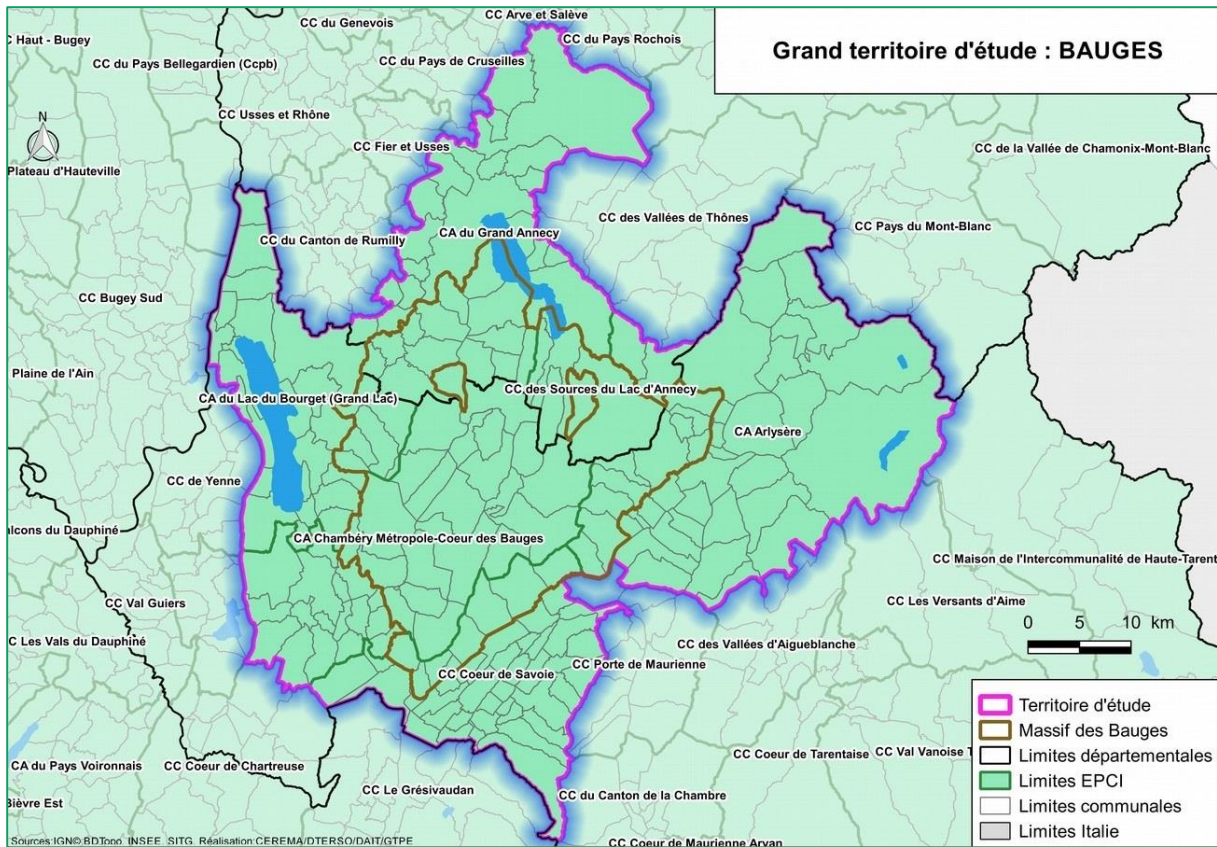 Grand territoire d'étude : BAUGES
CC Arve et Salève
CC du Genevois
CC du Pays Rochois
C Haut - Bugey
CC du Pays Bellegardien (Ccpb)
CC du Pays de Cruseilles
CC Usses et Rhône
N
CC Fier et Usses
CC de la Vallée de Chamonix-Mont-Blanc
Plateau d'Hauteville
CC des Vallées de Thônes
CC Pays du Mont-Blanc
CA du Grand Annecy
CC du Canton de Rumilly
CC Bugey Sud
Plaine de l'Ain
CC des Sources du Lac d'Annecy
CA du Lac du Bourget (Grand Lac)
CA Arlysère
CC de Yenne
alcons du Dauphiné
CA Chambéry Métropole-Coeur des Bauges
CC Maison de l'Intercommunalité de Haute-Tarent
CC Val Guiers
CC Les Versants d'Aime
C Les Vals du Dauphiné
CC des Vallées d'Aigueblanche
0 5 10 km
CC Porte de Maurienne
CC Coeur de Savoie
CC Coeur de Tarentaise
CC Val Vanoise T
CA du Pays Voironnais
CC Coeur de Chartreuse
CC Le Grésivaudan
CC du Canton de la Chambre
Bièvre Est
CC Coeur de Maurienne Arvan
Territoire d'étude
Massif des Bauges
Limites départementales
Limites EPCI
Limites communales
Limites Italie
Sources:IGN© BDTopo, INSEE, SITG, Réalisation:CEREMA/DTERSO/DAIT/GTPE